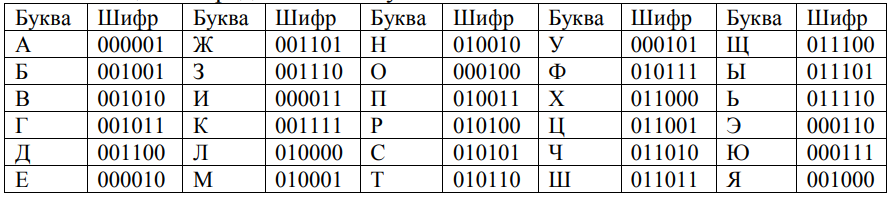 Буква Шифр Буква Шифр Буква Шифр Буква Шифр Буква Шифр
А 000001 Ж 001101 Н 010010 У 000101 Щ 011100
Б 001001 З 001110 О 000100 Ф 010111 Ы 011101
В 001010 И 000011 П 010011 Х 011000 Ь 011110
Г 001011 К 001111 Р 010100 Ц 011001 Э 000110
Д 001100 Л 010000 С 010101 Ч 011010 Ю 000111
Е 000010 М 010001 Т 010110 Ш 011011 Я 001000